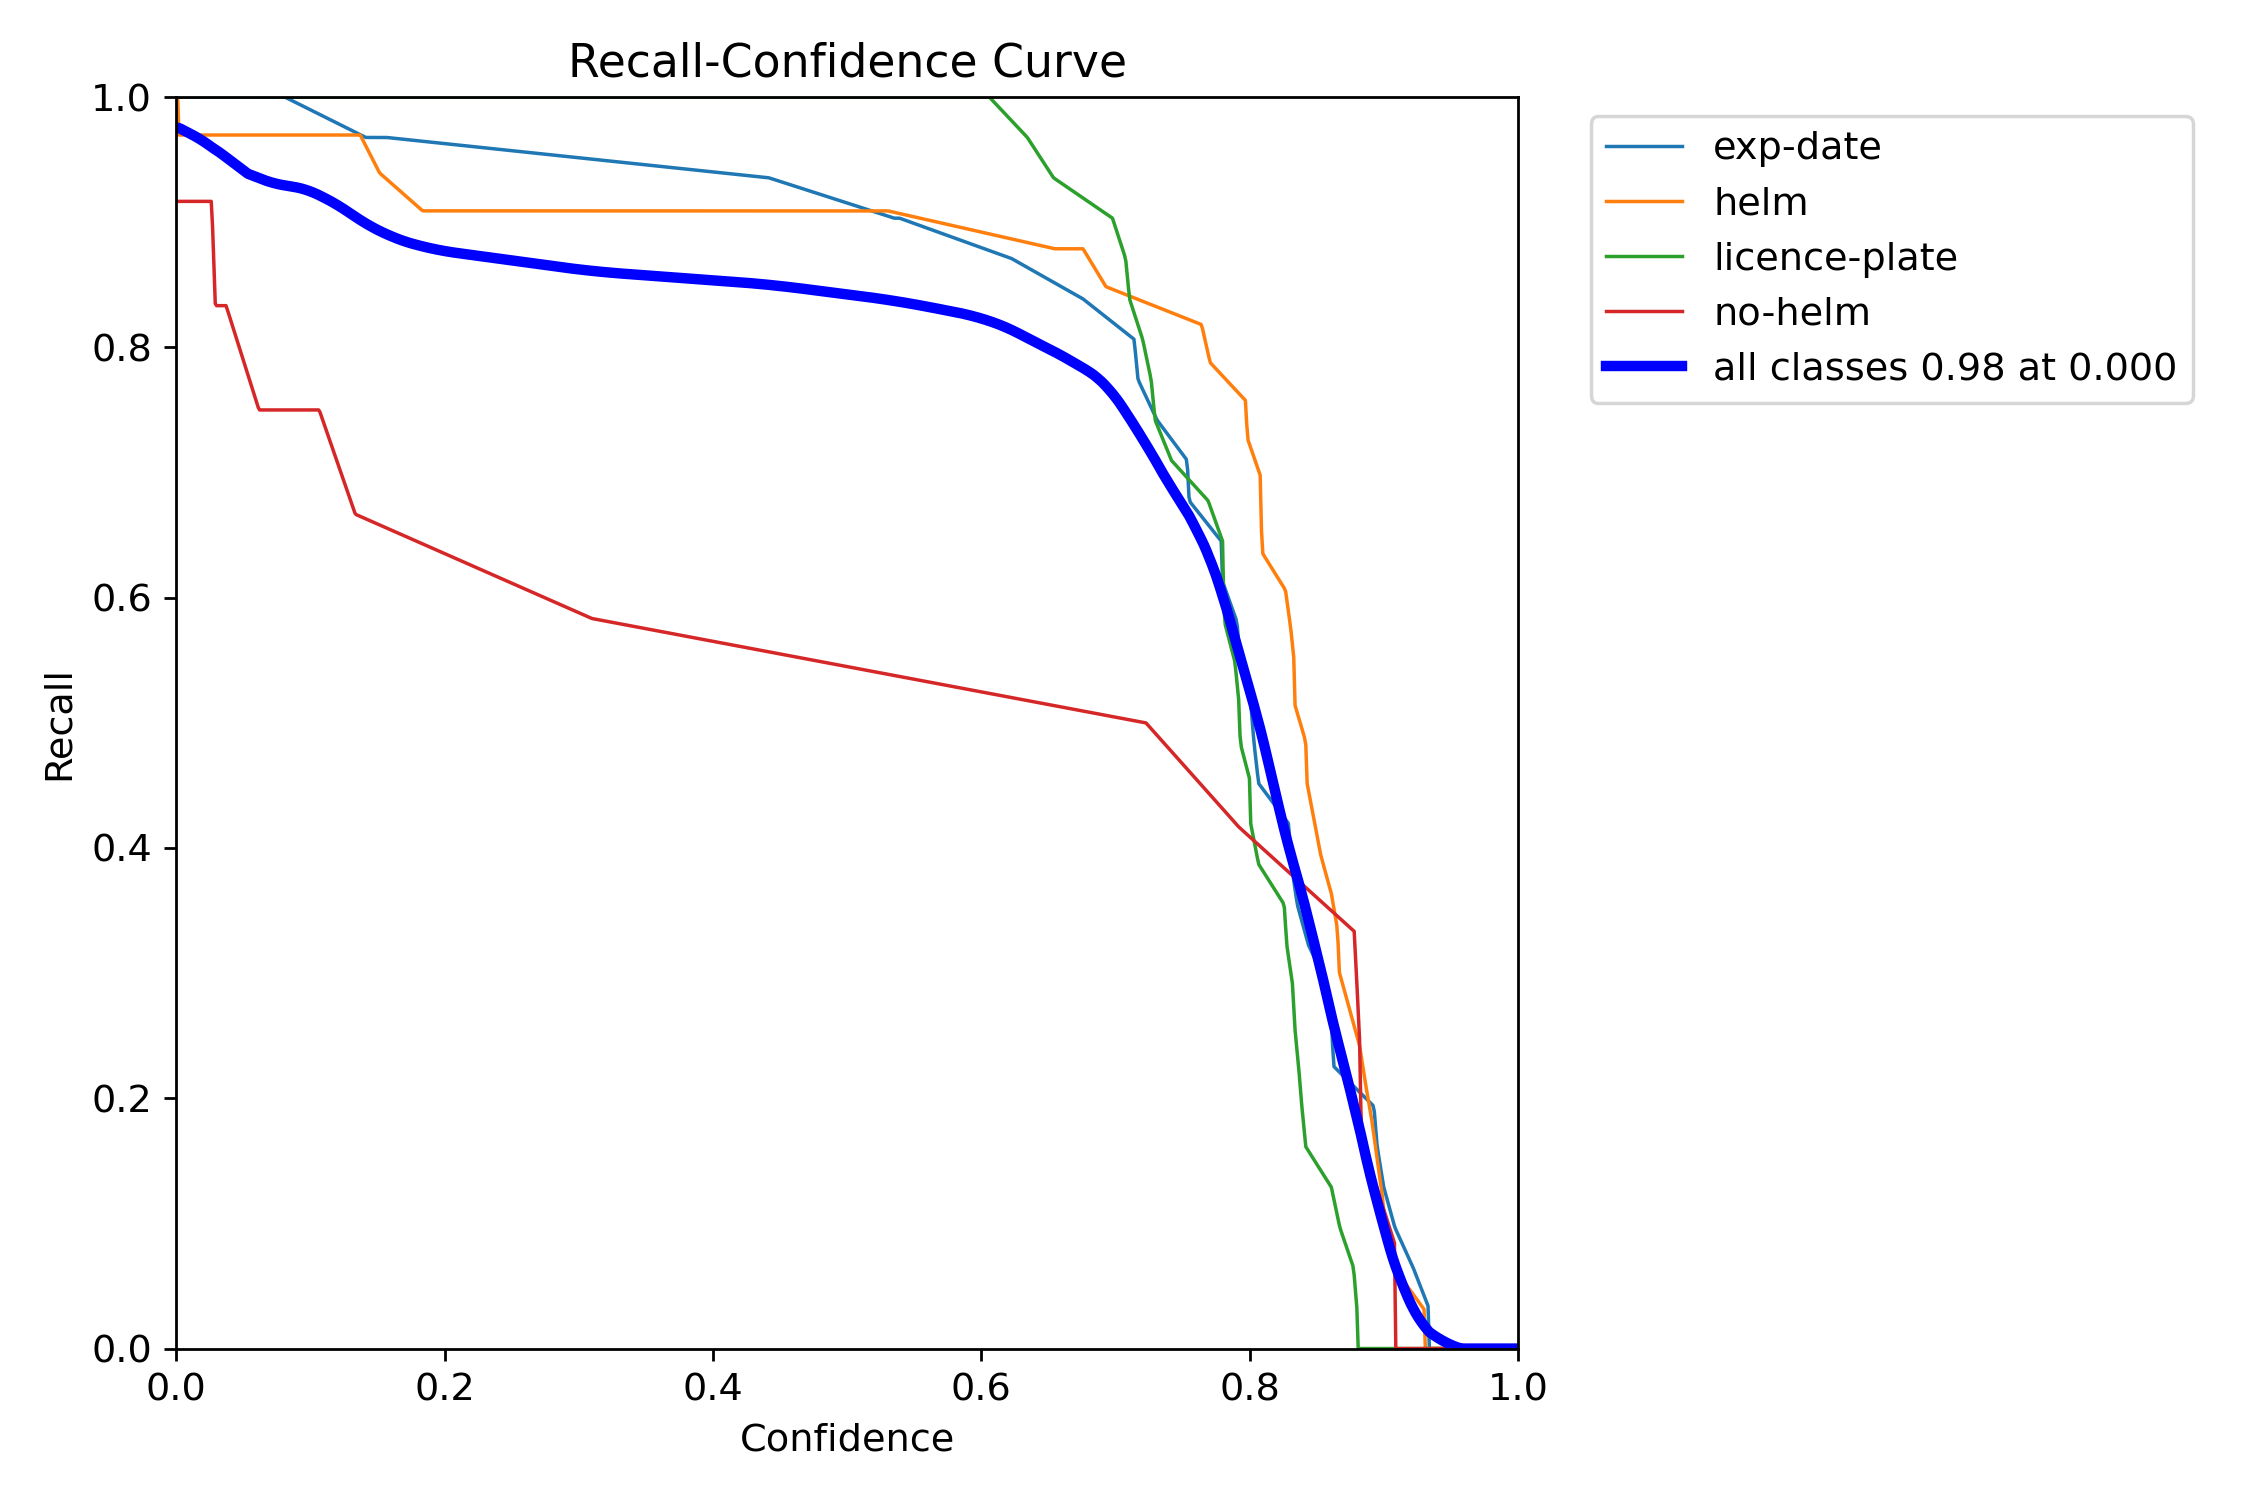 Recall-Confidence Curve
1.0
0.8
0.6
0.4
0.2
0.0
Recall
0.0 0.2 0.4 0.6 0.8 1.0
Confidence
exp-date
helm
licence-plate
no-helm
all classes 0.98 at 0.000